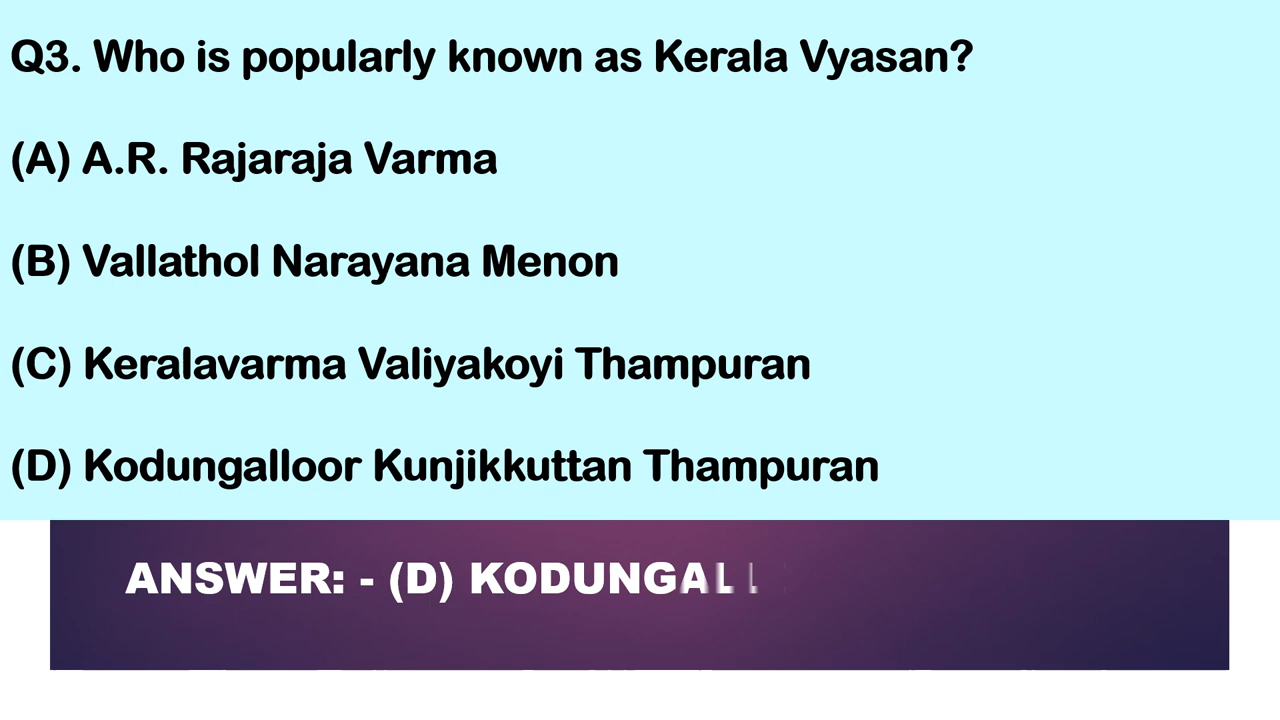 Q3. Who is popularly known as Kerala Vyasan?
(A) A.R. Rajaraja Varma
(B) Vallathol Narayana Menon
(C) Keralavarma Valiyakoyi Thampuran
(D) Kodungalloor Kunjikkuttan Thampuran
ANSWER: - (D) KODUNGALL